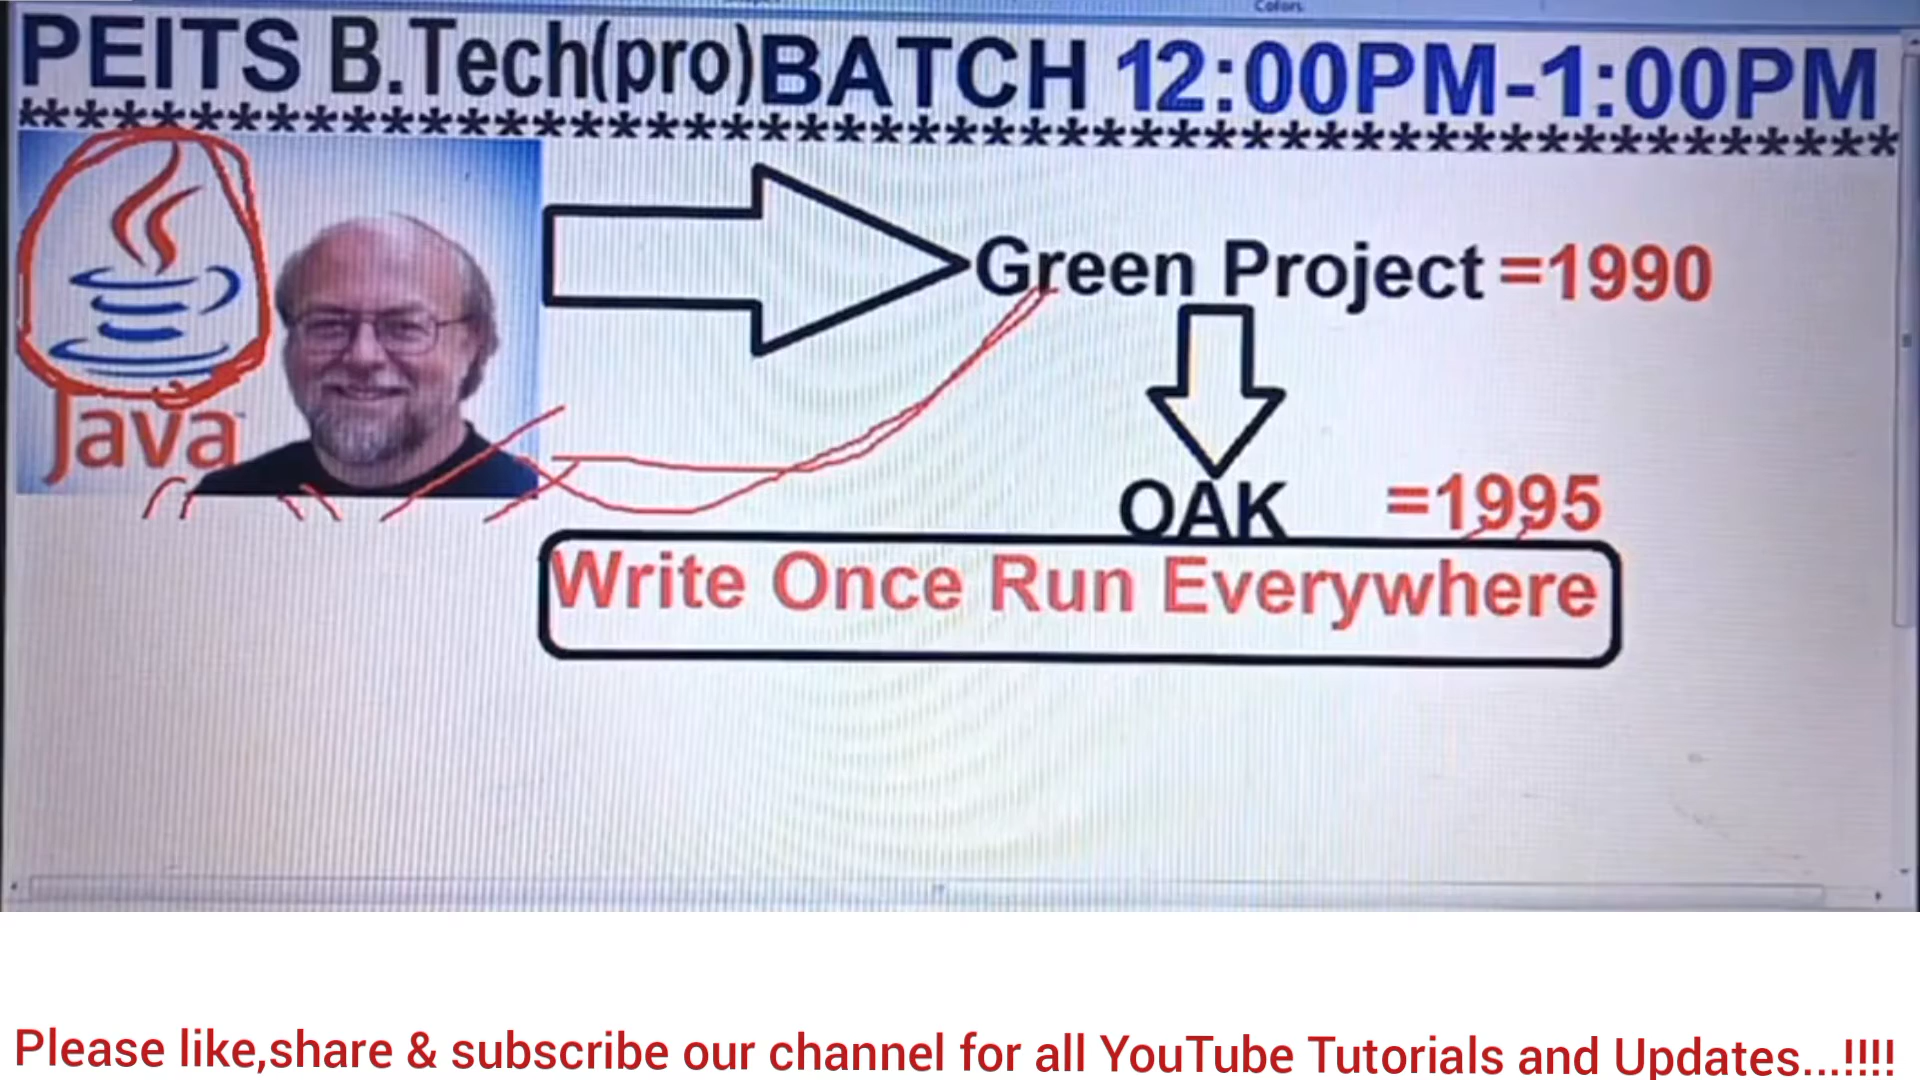 Colors
PEITS B.Tech(pro)BATCH 12:00PM-1:00PM
**************************************************
Java
Green Project =1990
OAK =1995
Write Once Run Everywhere
Please like,share & subscribe our channel for all YouTube Tutorials and Updates...!!!!